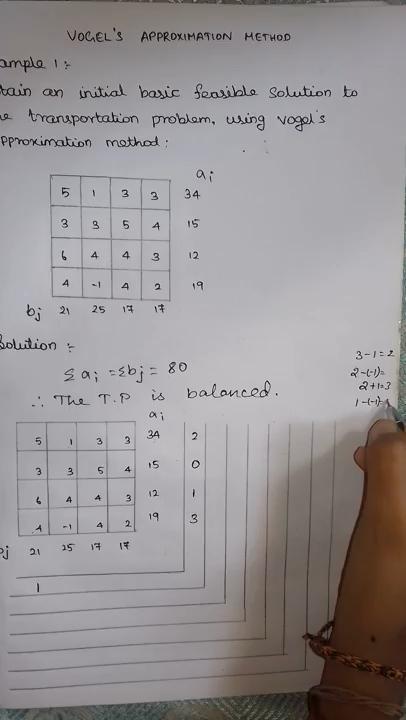 VOGEL'S APPROXIMATION METHOD
ample 1 :-
tain an initial basic feasible solution to
e transportation problem, using vogel's
pproximation method :
ai
5 1 3 3 34
3 3 5 4 15
6 4 4 3 12
4 -1 4 2 19
bj 21 25 17 17
Solution :-
3-1=2
Σai = Σbj = 80
2-(-1)=
2+1=3
∴ The T.P is balanced.
1-(-1)=
ai
5 1 3 3 34 2
3 3 5 4 15 0
6 4 4 3 12 1
4 -1 4 2 19 3
bj 21 25 17 17
1